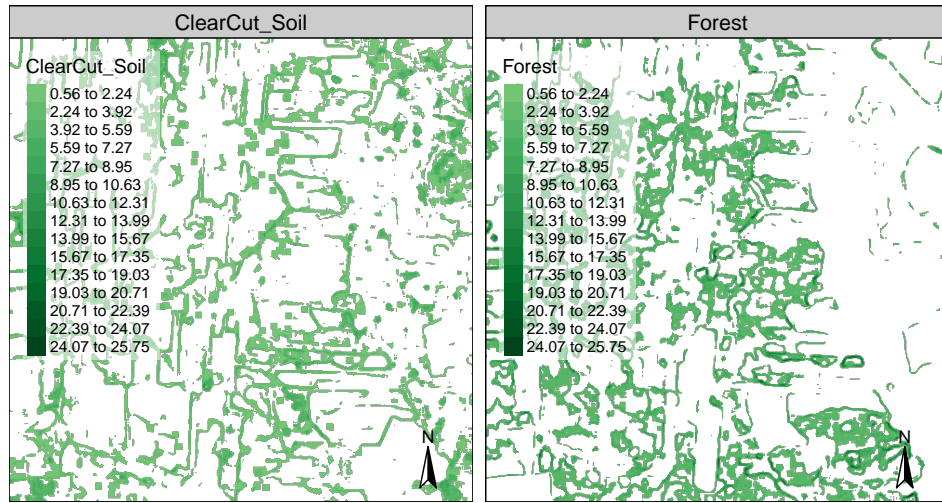 ClearCut_Soil
ClearCut_Soil
0.56 to 2.24
2.24 to 3.92
3.92 to 5.59
5.59 to 7.27
7.27 to 8.95
8.95 to 10.63
10.63 to 12.31
12.31 to 13.99
13.99 to 15.67
15.67 to 17.35
17.35 to 19.03
19.03 to 20.71
20.71 to 22.39
22.39 to 24.07
24.07 to 25.75
N
Forest
Forest
0.56 to 2.24
2.24 to 3.92
3.92 to 5.59
5.59 to 7.27
7.27 to 8.95
8.95 to 10.63
10.63 to 12.31
12.31 to 13.99
13.99 to 15.67
15.67 to 17.35
17.35 to 19.03
19.03 to 20.71
20.71 to 22.39
22.39 to 24.07
24.07 to 25.75
N